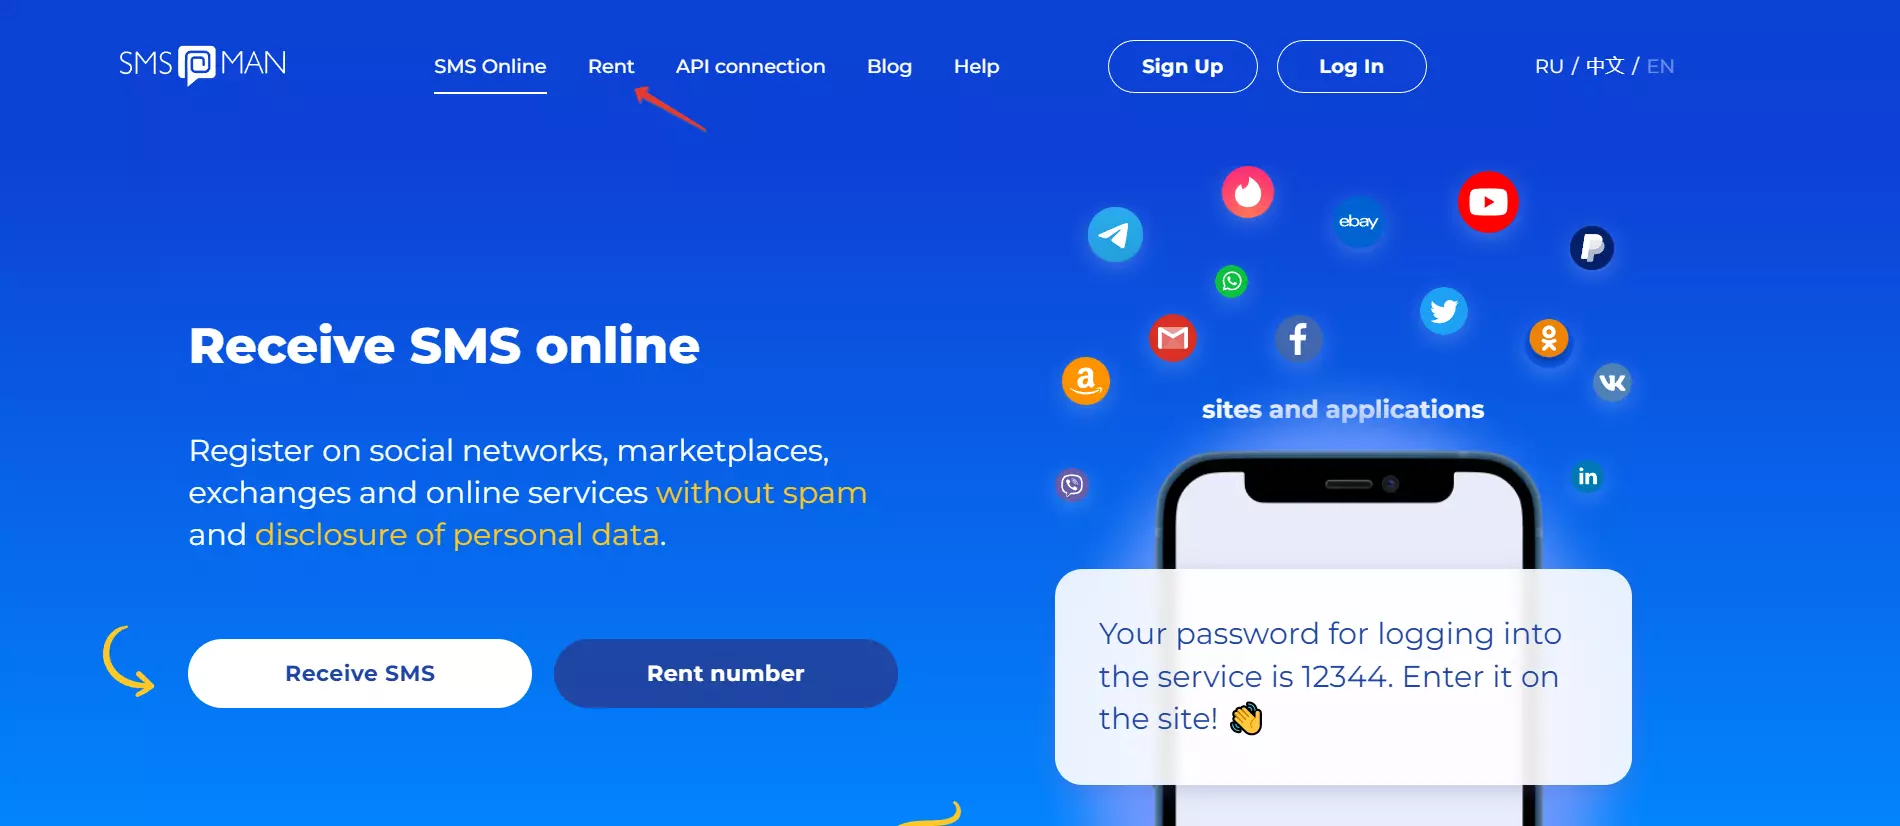 SMS MAN
SMS Online
Rent
API connection
Blog
Help
Sign Up
Log In
RU / 中文 / EN
ebay
sites and applications
Receive SMS online
Register on social networks, marketplaces,
exchanges and online services without spam
and disclosure of personal data.
Receive SMS
Rent number
in
Your password for logging into
the service is 12344. Enter it on
the site! 👏